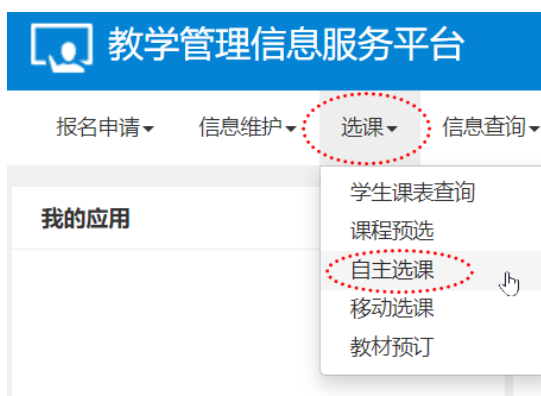 教学管理信息服务平台
报名申请 信息维护 选课 信息查询
学生课表查询
我的应用
课程预选
自主选课
移动选课
教材预订